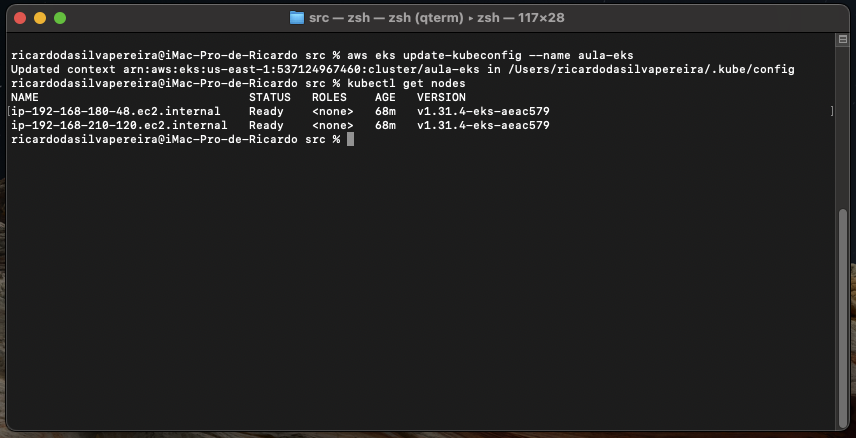 src — zsh — zsh (qterm) ▸ zsh — 117×28
ricardodasilvapereira@iMac-Pro-de-Ricardo src % aws eks update-kubeconfig --name aula-eks
Updated context arn:aws:eks:us-east-1:537124967460:cluster/aula-eks in /Users/ricardodasilvapereira/.kube/config
ricardodasilvapereira@iMac-Pro-de-Ricardo src % kubectl get nodes
NAME STATUS ROLES AGE VERSION
[ip-192-168-180-48.ec2.internal Ready <none> 68m v1.31.4-eks-aeac579 ]
ip-192-168-210-120.ec2.internal Ready <none> 68m v1.31.4-eks-aeac579
ricardodasilvapereira@iMac-Pro-de-Ricardo src %